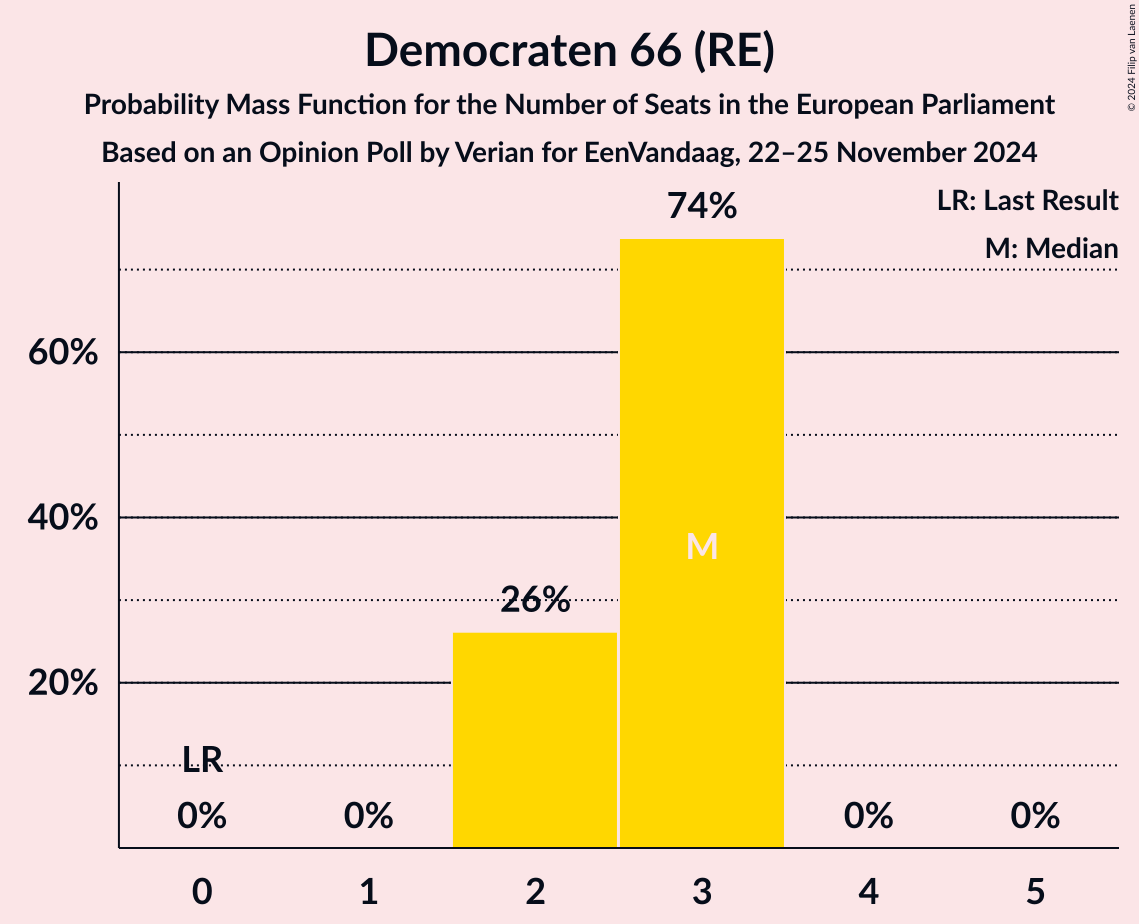 Democraten 66 (RE)
Probability Mass Function for the Number of Seats in the European Parliament
Based on an Opinion Poll by Verian for EenVandaag, 22–25 November 2024
© 2024 Filip van Laenen
LR: Last Result
M: Median
74%
60%
40%
M
26%
20%
LR
0% 0% 0% 0%
0 1 2 3 4 5